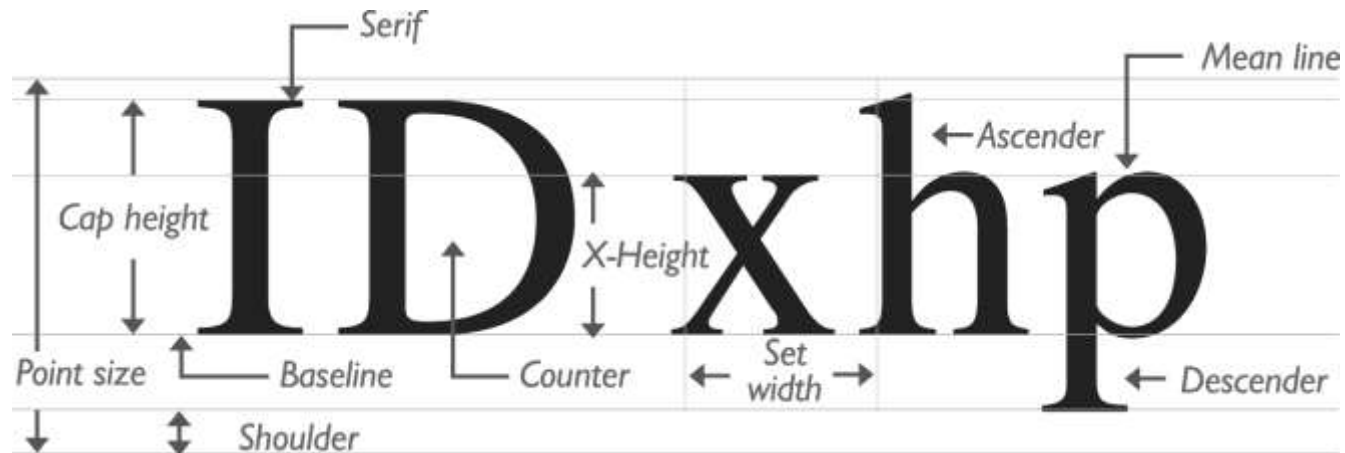 Serif
Mean line
IDxhp
Ascender
Cap height
X-Height
Point size
Baseline
Counter
Set
width
Descender
Shoulder